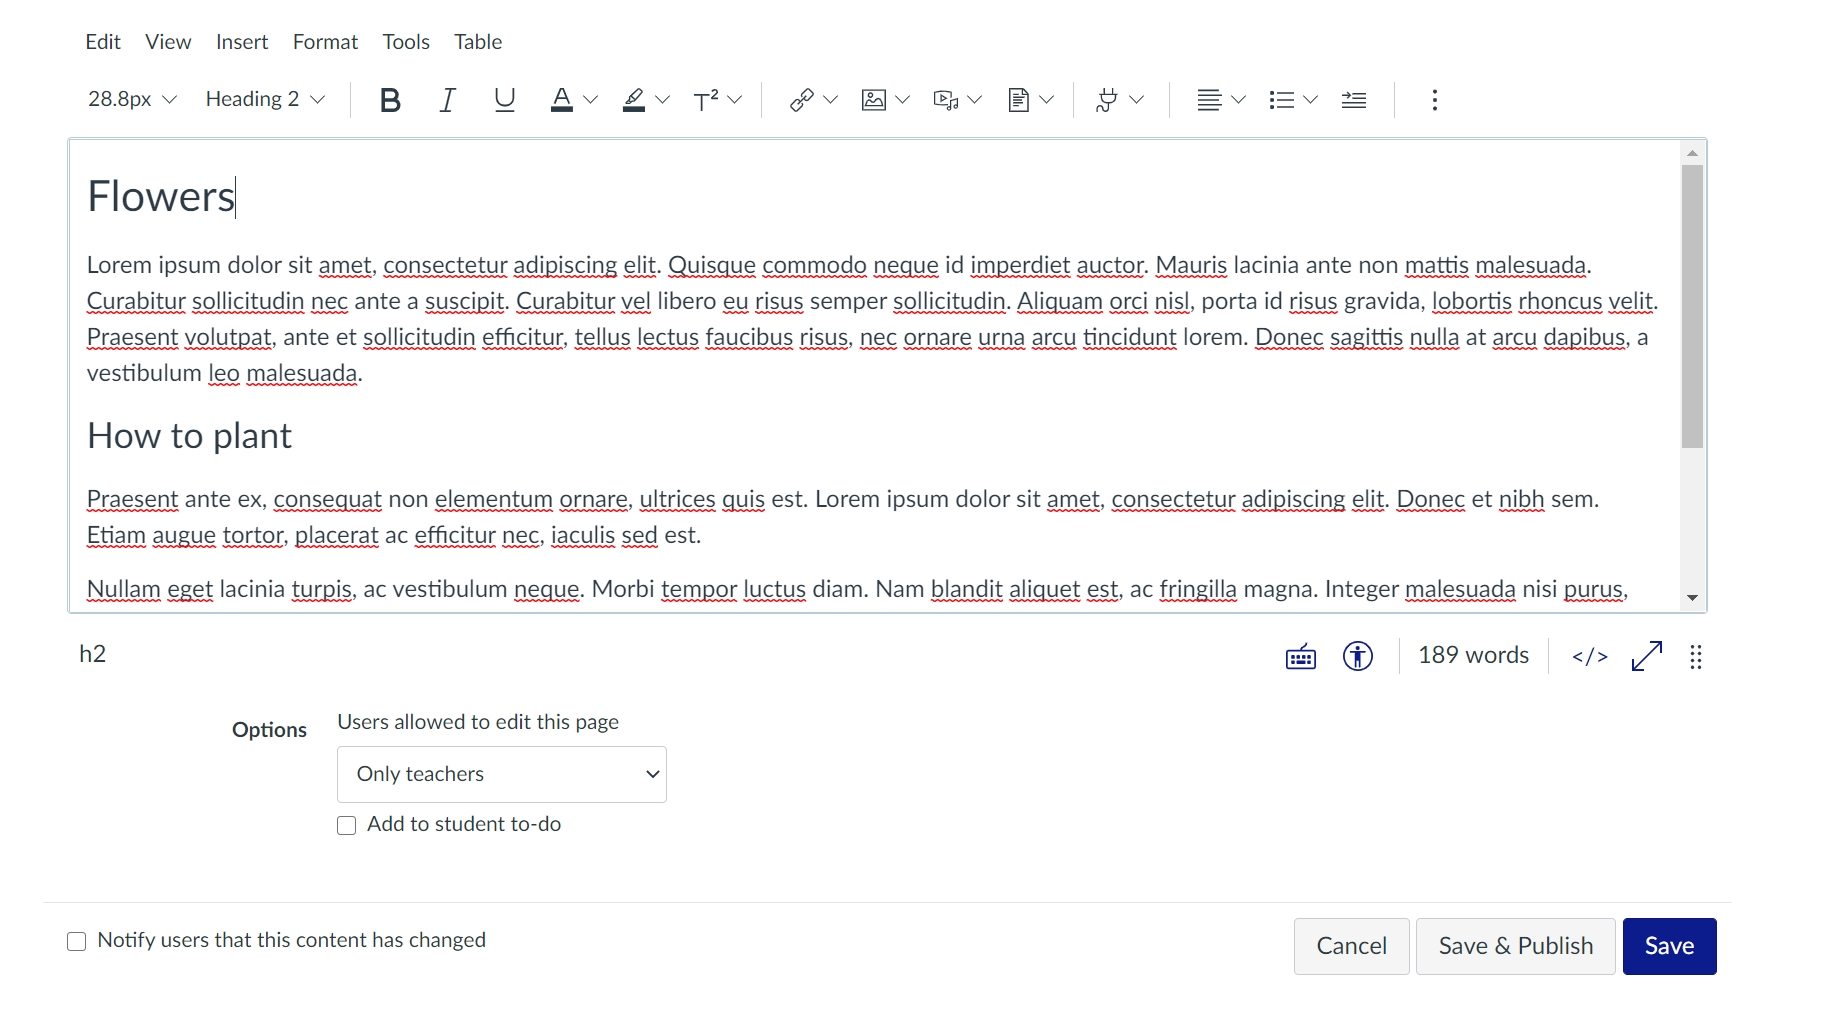 Edit View Insert Format Tools Table
28.8px Heading 2 B I U A T²
Flowers
Lorem ipsum dolor sit amet, consectetur adipiscing elit. Quisque commodo neque id imperdiet auctor. Mauris lacinia ante non mattis malesuada.
Curabitur sollicitudin nec ante a suscipit. Curabitur vel libero eu risus semper sollicitudin. Aliquam orci nisl, porta id risus gravida, lobortis rhoncus velit.
Praesent volutpat, ante et sollicitudin efficitur, tellus lectus faucibus risus, nec ornare urna arcu tincidunt lorem. Donec sagittis nulla at arcu dapibus, a
vestibulum leo malesuada.
How to plant
Praesent ante ex, consequat non elementum ornare, ultrices quis est. Lorem ipsum dolor sit amet, consectetur adipiscing elit. Donec et nibh sem.
Etiam augue tortor, placerat ac efficitur nec, iaculis sed est.
Nullam eget lacinia turpis, ac vestibulum neque. Morbi tempor luctus diam. Nam blandit aliquet est, ac fringilla magna. Integer malesuada nisi purus,
h2 189 words </>
Options Users allowed to edit this page
Only teachers
Add to student to-do
Notify users that this content has changed Cancel Save & Publish Save